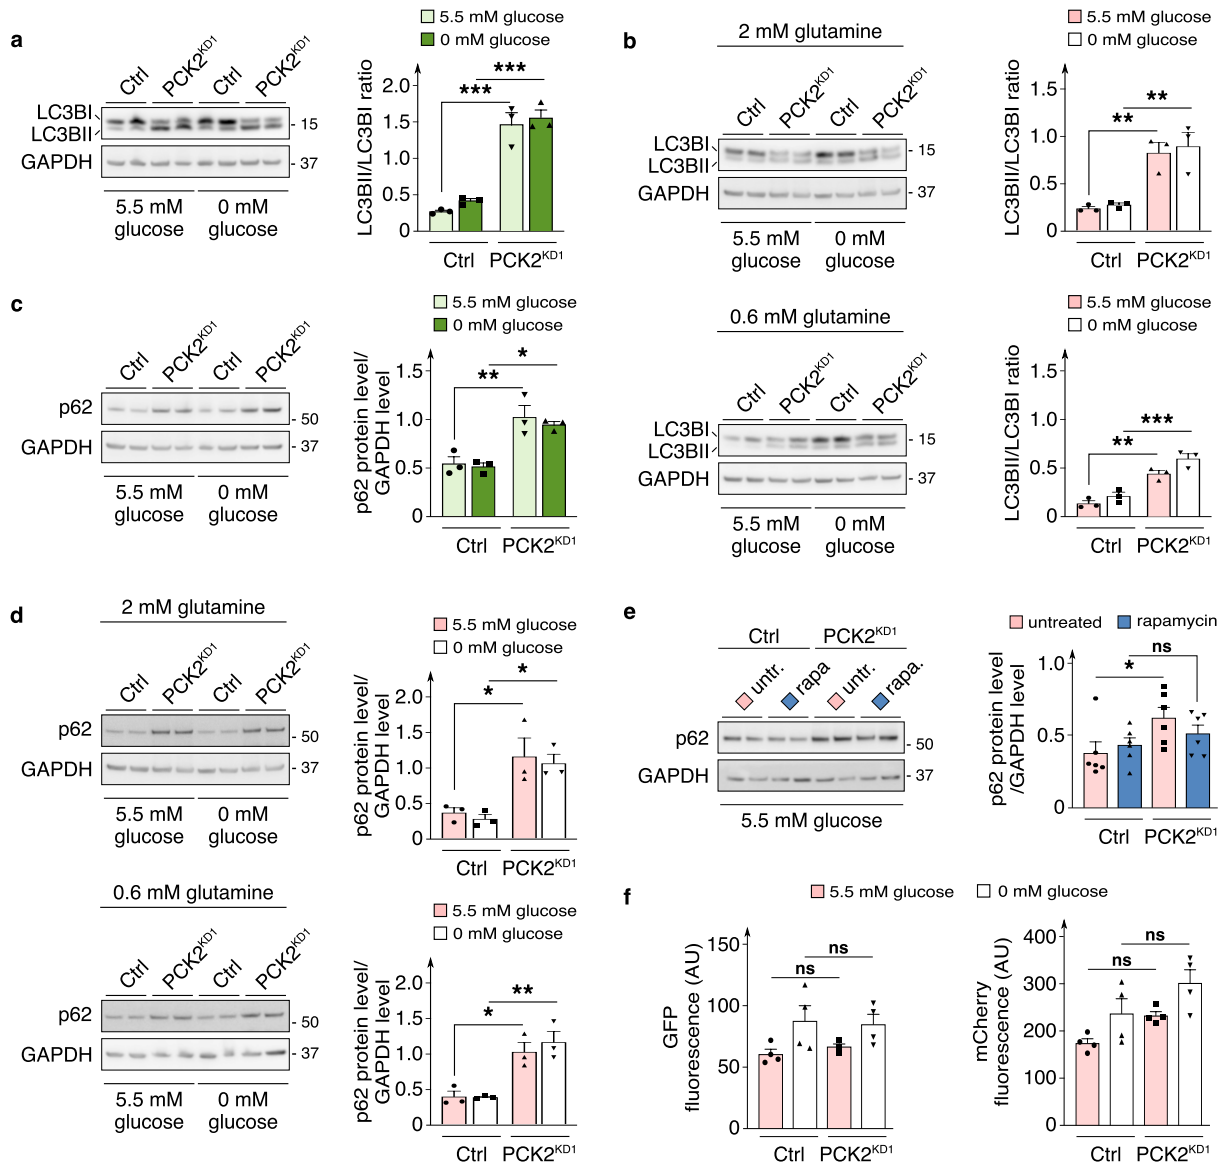 a
Ctrl
PCK2KD1
Ctrl
PCK2KD1
LC3BI
LC3BII
- 15
GAPDH
- 37
5.5 mM
glucose
0 mM
glucose
5.5 mM glucose
0 mM glucose
LC3BII/LC3BI ratio
2.0
1.5
1.0
0.5
0
***
***
Ctrl
PCK2KD1
b
2 mM glutamine
Ctrl
PCK2KD1
Ctrl
PCK2KD1
LC3BI
LC3BII
- 15
GAPDH
- 37
5.5 mM
glucose
0 mM
glucose
5.5 mM glucose
0 mM glucose
LC3BII/LC3BI ratio
1.5
1.0
0.5
0
**
**
Ctrl
PCK2KD1
0.6 mM glutamine
Ctrl
PCK2KD1
Ctrl
PCK2KD1
LC3BI
LC3BII
- 15
GAPDH
- 37
5.5 mM
glucose
0 mM
glucose
5.5 mM glucose
0 mM glucose
LC3BII/LC3BI ratio
1.5
1.0
0.5
0
**
***
Ctrl
PCK2KD1
c
Ctrl
PCK2KD1
Ctrl
PCK2KD1
p62
- 50
GAPDH
- 37
5.5 mM
glucose
0 mM
glucose
5.5 mM glucose
0 mM glucose
p62 protein level/
GAPDH level
1.5
1.0
0.5
0
**
*
Ctrl
PCK2KD1
d
2 mM glutamine
Ctrl
PCK2KD1
Ctrl
PCK2KD1
p62
- 50
GAPDH
- 37
5.5 mM
glucose
0 mM
glucose
5.5 mM glucose
0 mM glucose
p62 protein level/
GAPDH level
2.0
1.5
1.0
0.5
0
*
*
Ctrl
PCK2KD1
0.6 mM glutamine
Ctrl
PCK2KD1
Ctrl
PCK2KD1
p62
- 50
GAPDH
- 37
5.5 mM
glucose
0 mM
glucose
5.5 mM glucose
0 mM glucose
p62 protein level/
GAPDH level
2.0
1.5
1.0
0.5
0
*
**
Ctrl
PCK2KD1
e
Ctrl
PCK2KD1
untr.
rapa
untr.
rapa.
p62
- 50
GAPDH
- 37
5.5 mM glucose
untreated
rapamycin
p62 protein level
/GAPDH level
1.0
0.5
0
*
ns
Ctrl
PCK2KD1
f
5.5 mM glucose
0 mM glucose
GFP
fluorescence (AU)
150
100
50
0
ns
ns
Ctrl
PCK2KD1
mCherry
fluorescence (AU)
400
300
200
100
0
ns
ns
Ctrl
PCK2KD1